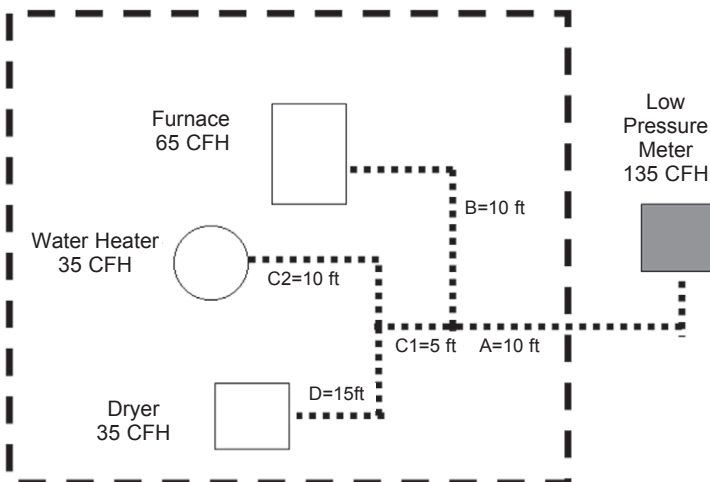 Furnace
65 CFH
Low
Pressure
Meter
135 CFH
B=10 ft
Water Heater
35 CFH
C2=10 ft
C1=5 ft
A=10 ft
D=15ft
Dryer
35 CFH